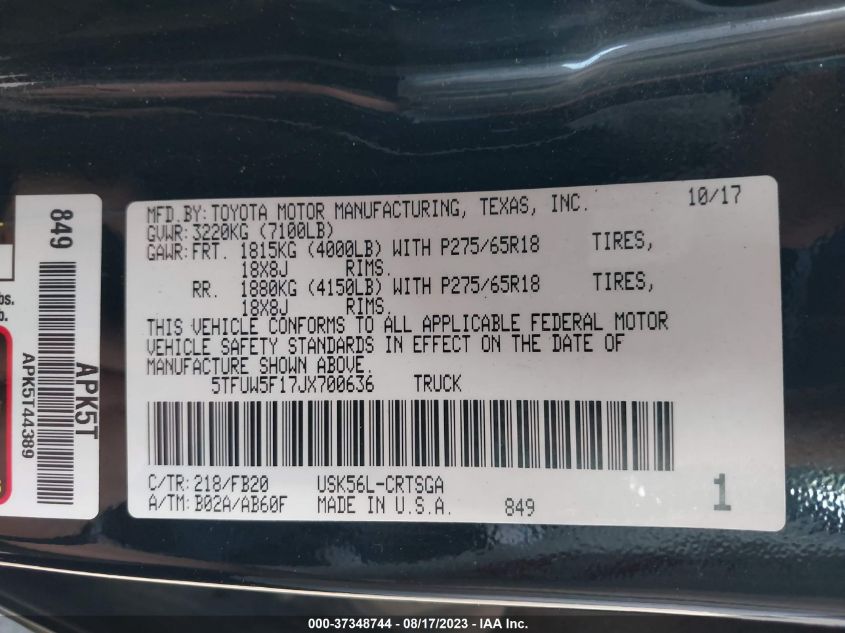 849
bs.
b.
APK5T
APK5T44389
MFD.BY: TOYOTA MOTOR MANUFACTURING, TEXAS, INC. 10/17
GVWR: 3220KG (7100LB)
GAWR: FRT. 1815KG (4000LB) WITH P275/65R18 TIRES,
18X8J RIMS.
RR. 1880KG (4150LB) WITH P275/65R18 TIRES,
18X8J RIMS.
THIS VEHICLE CONFORMS TO ALL APPLICABLE FEDERAL MOTOR
VEHICLE SAFETY STANDARDS IN EFFECT ON THE DATE OF
MANUFACTURE SHOWN ABOVE.
5TFUW5F17JX700636 TRUCK
C/TR: 218/FB20 USK56L-CRTSGA
A/TM: B02A/AB60F MADE IN U.S.A. 849 1
000-37348744 — 08/17/2023 — IAA Inc.